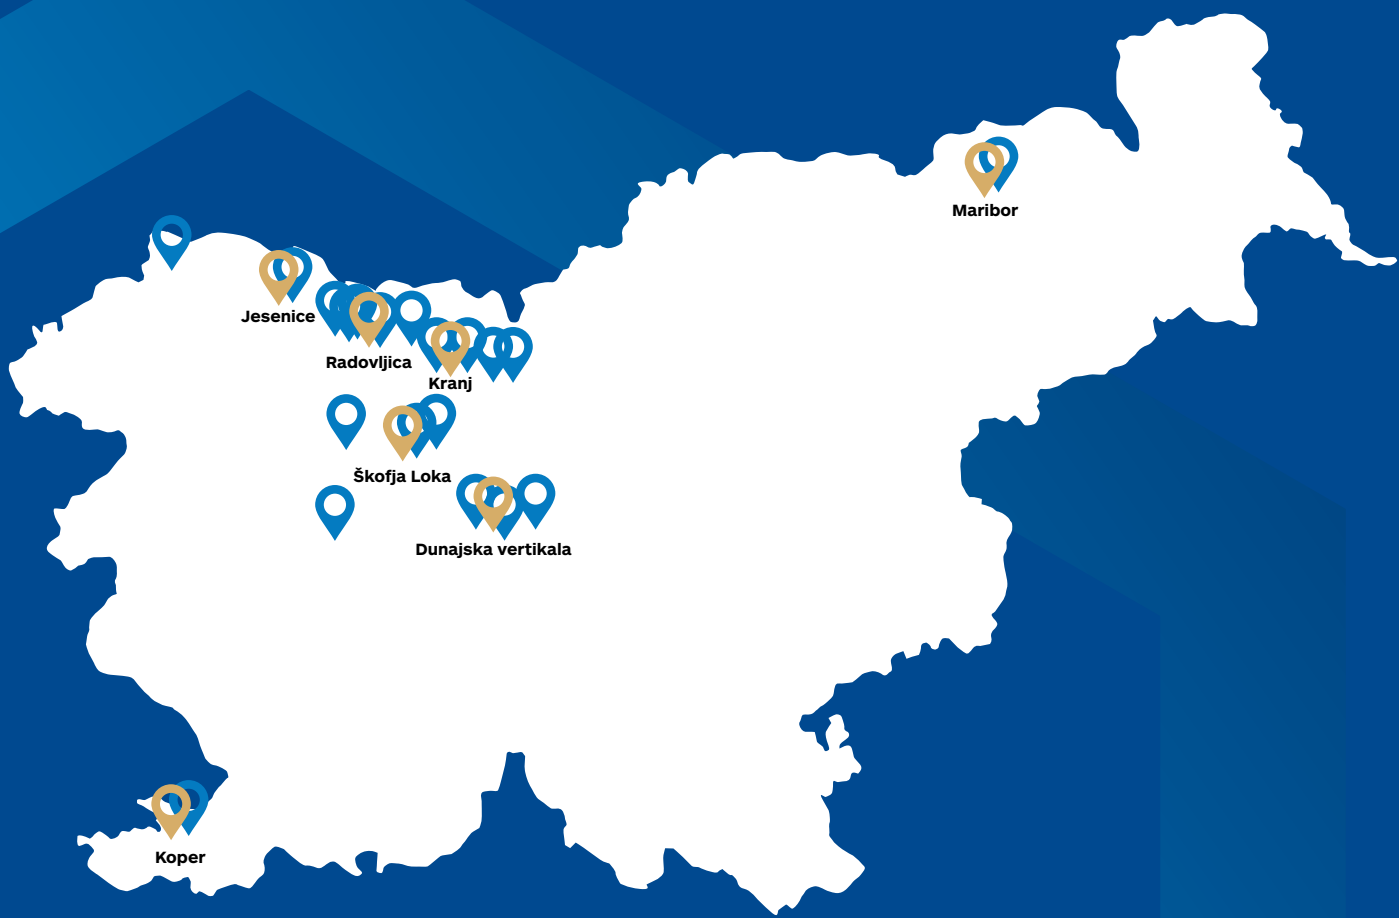 Maribor
Jesenice
Radovljica
Kranj
Škofja Loka
Dunajska vertikala
Koper